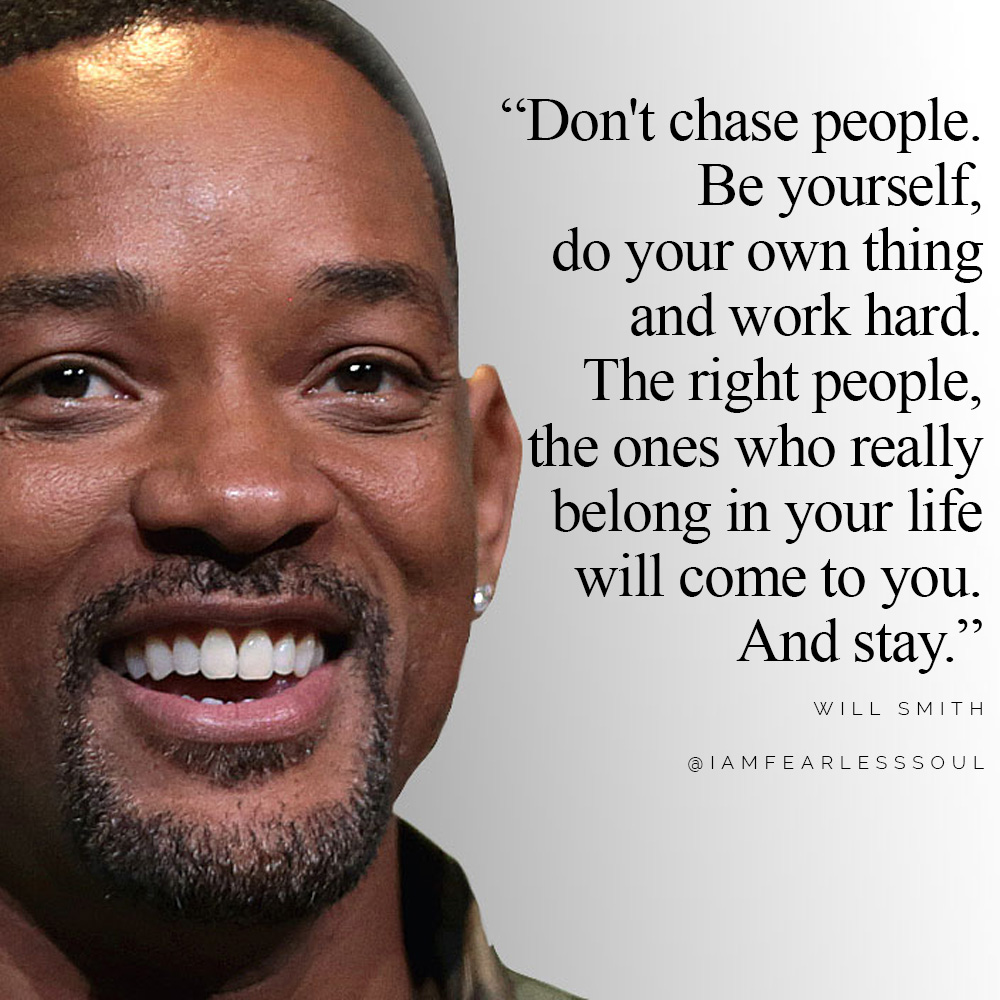 “Don't chase people.
Be yourself,
do your own thing
and work hard.
The right people,
the ones who really
belong in your life
will come to you.
And stay.”
WILL SMITH
@IAMFEARLESSSOUL